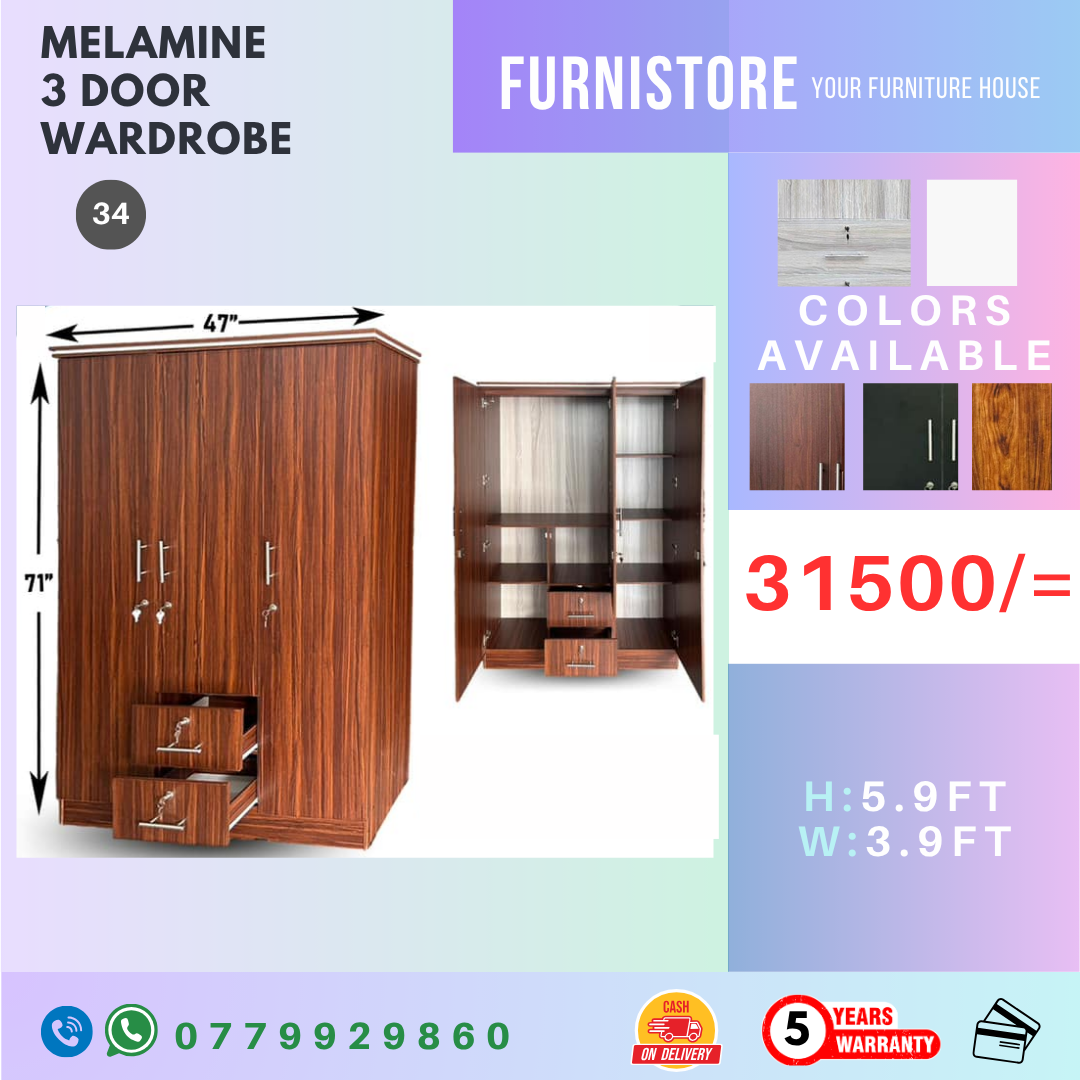 MELAMINE
3 DOOR
WARDROBE
34
FURNISTORE YOUR FURNITURE HOUSE
COLORS
AVAILABLE
47”
71”
31500/=
H:5.9FT
W:3.9FT
0779929860
CASH
ON DELIVERY
5 YEARS
WARRANTY